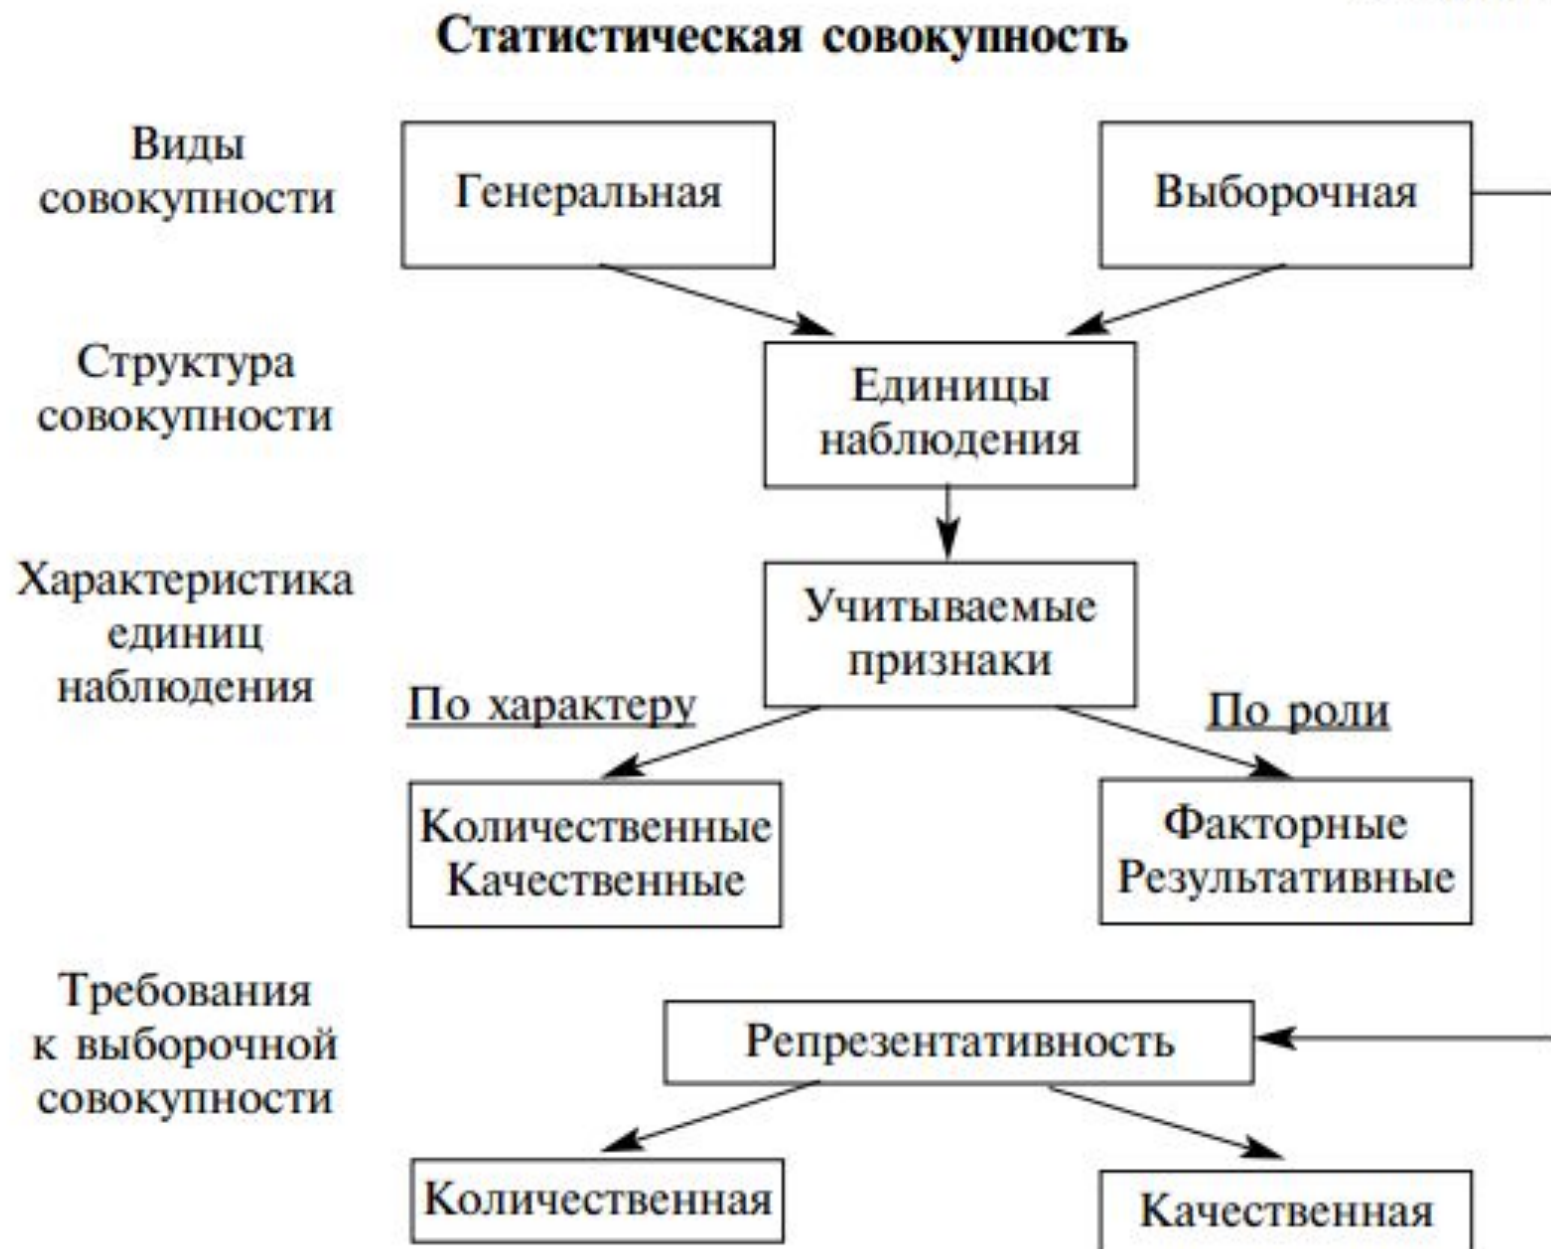 Статистическая совокупность
Виды
совокупности
Генеральная
Выборочная
Структура
совокупности
Единицы
наблюдения
Характеристика
единиц
наблюдения
Учитываемые
признаки
По характеру
По роли
Количественные
Качественные
Факторные
Результативные
Требования
к выборочной
совокупности
Репрезентативность
Количественная
Качественная